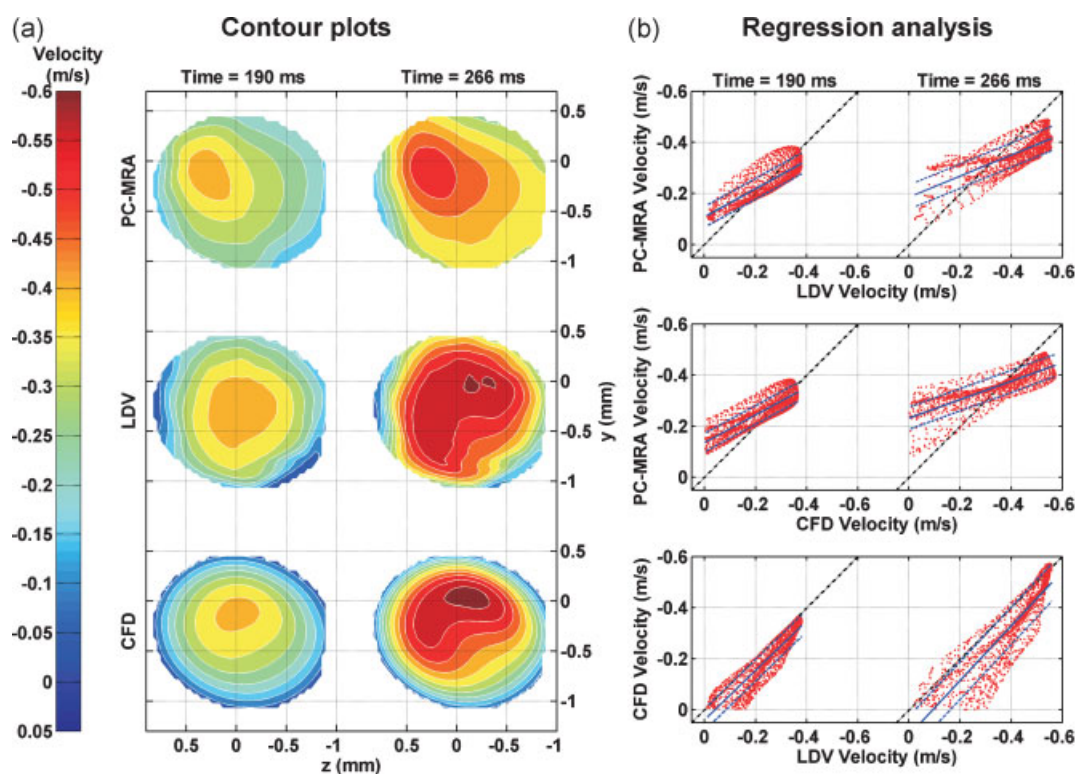 (a) Contour plots
Velocity
(m/s)
Time = 190 ms Time = 266 ms
-0.6
-0.55
-0.5
-0.45
-0.4
-0.35
-0.3
-0.25
-0.2
-0.15
-0.1
-0.05
0
0.05
PC-MRA
LDV
CFD
0.5
0
-0.5
-1
0.5
0
-0.5
-1
0.5
0
-0.5
-1
y (mm)
0.5 0 -0.5 -1 0.5 0 -0.5 -1
z (mm)
(b) Regression analysis
Time = 190 ms Time = 266 ms
PC-MRA Velocity (m/s)
-0.6
-0.4
-0.2
0
0 -0.2 -0.4 -0.6 0 -0.2 -0.4 -0.6
LDV Velocity (m/s)
PC-MRA Velocity (m/s)
-0.6
-0.4
-0.2
0
0 -0.2 -0.4 -0.6 0 -0.2 -0.4 -0.6
CFD Velocity (m/s)
CFD Velocity (m/s)
-0.6
-0.4
-0.2
0
0 -0.2 -0.4 -0.6 0 -0.2 -0.4 -0.6
LDV Velocity (m/s)